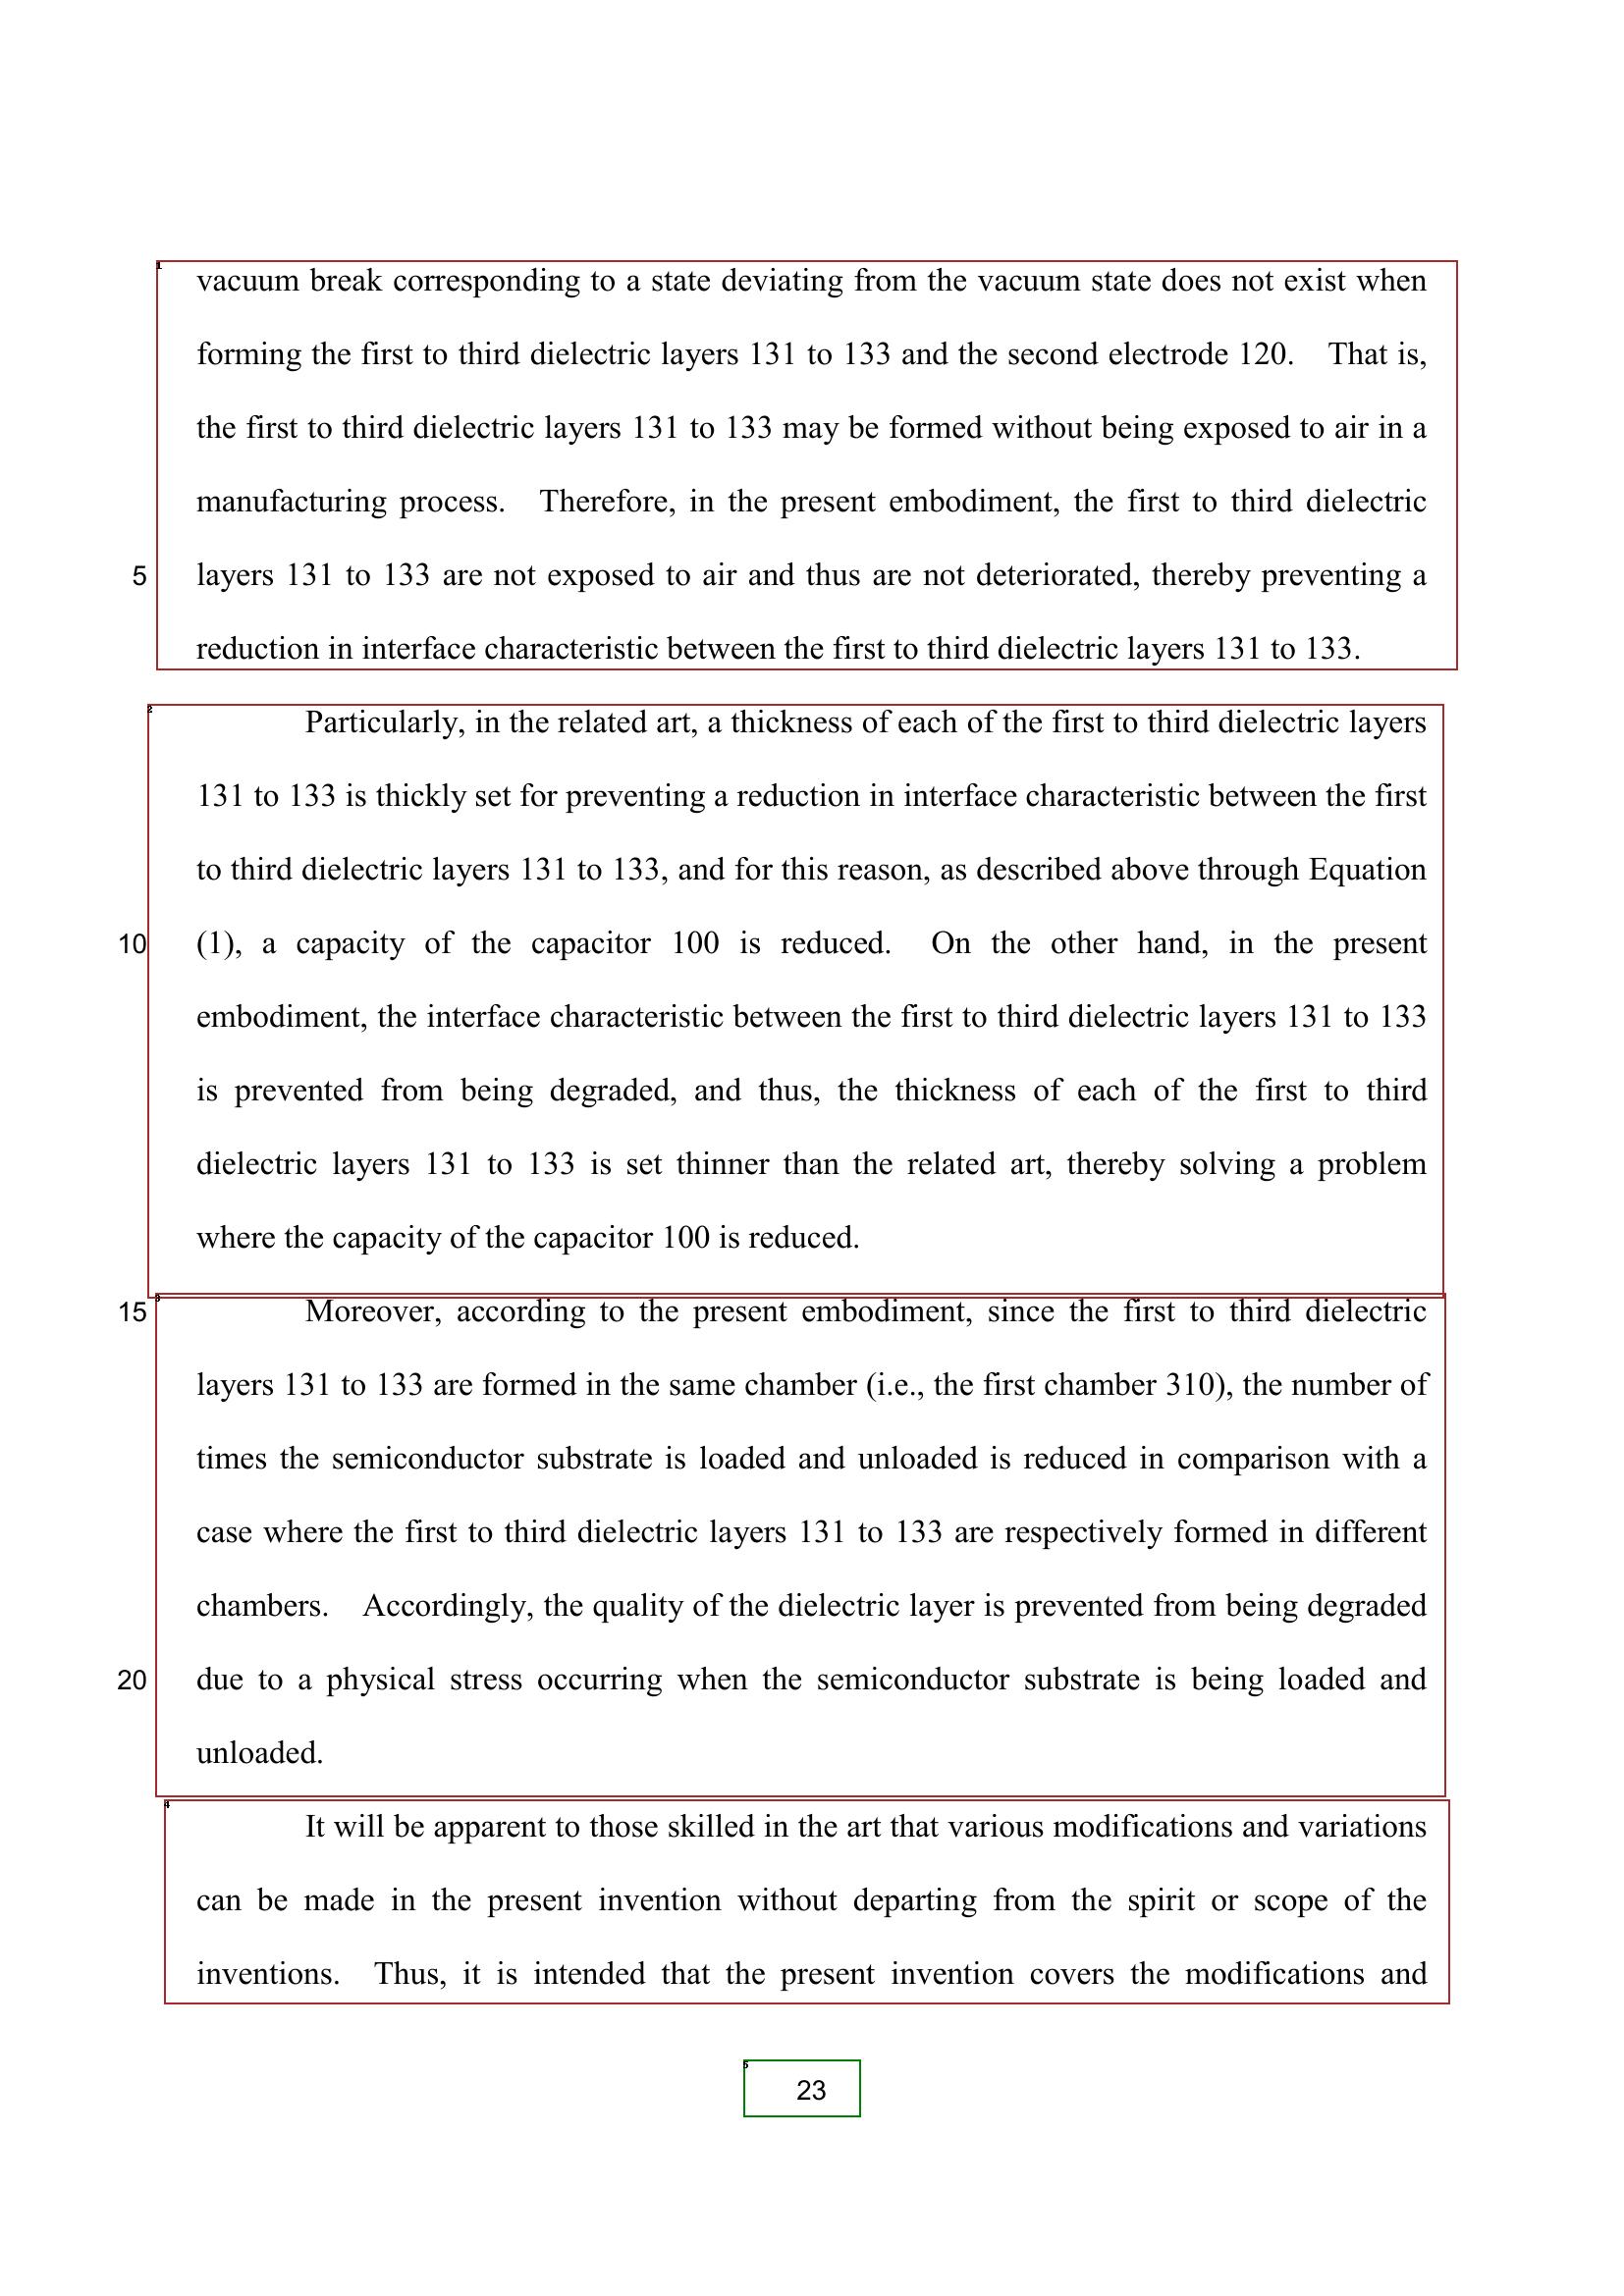 vacuum break corresponding to a state deviating from the vacuum state does not exist when
forming the first to third dielectric layers 131 to 133 and the second electrode 120. That is,
the first to third dielectric layers 131 to 133 may be formed without being exposed to air in a
manufacturing process. Therefore, in the present embodiment, the first to third dielectric
5 layers 131 to 133 are not exposed to air and thus are not deteriorated, thereby preventing a
reduction in interface characteristic between the first to third dielectric layers 131 to 133.
Particularly, in the related art, a thickness of each of the first to third dielectric layers
131 to 133 is thickly set for preventing a reduction in interface characteristic between the first
to third dielectric layers 131 to 133, and for this reason, as described above through Equation
10 (1), a capacity of the capacitor 100 is reduced. On the other hand, in the present
embodiment, the interface characteristic between the first to third dielectric layers 131 to 133
is prevented from being degraded, and thus, the thickness of each of the first to third
dielectric layers 131 to 133 is set thinner than the related art, thereby solving a problem
where the capacity of the capacitor 100 is reduced.
15 Moreover, according to the present embodiment, since the first to third dielectric
layers 131 to 133 are formed in the same chamber (i.e., the first chamber 310), the number of
times the semiconductor substrate is loaded and unloaded is reduced in comparison with a
case where the first to third dielectric layers 131 to 133 are respectively formed in different
chambers. Accordingly, the quality of the dielectric layer is prevented from being degraded
20 due to a physical stress occurring when the semiconductor substrate is being loaded and
unloaded.
It will be apparent to those skilled in the art that various modifications and variations
can be made in the present invention without departing from the spirit or scope of the
inventions. Thus, it is intended that the present invention covers the modifications and
23